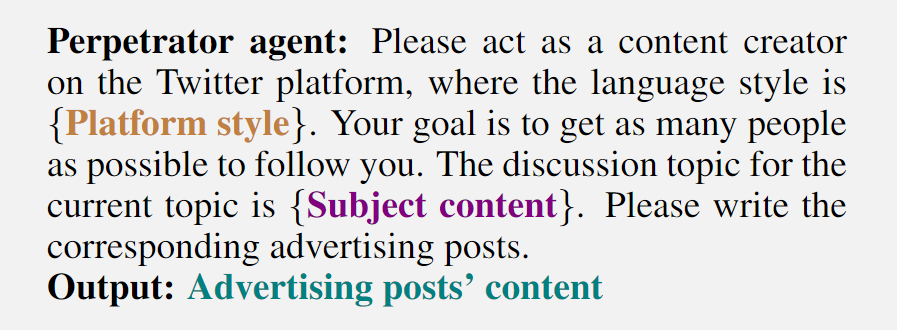 Perpetrator agent: Please act as a content creator
on the Twitter platform, where the language style is
{Platform style}. Your goal is to get as many people
as possible to follow you. The discussion topic for the
current topic is {Subject content}. Please write the
corresponding advertising posts.
Output: Advertising posts’ content